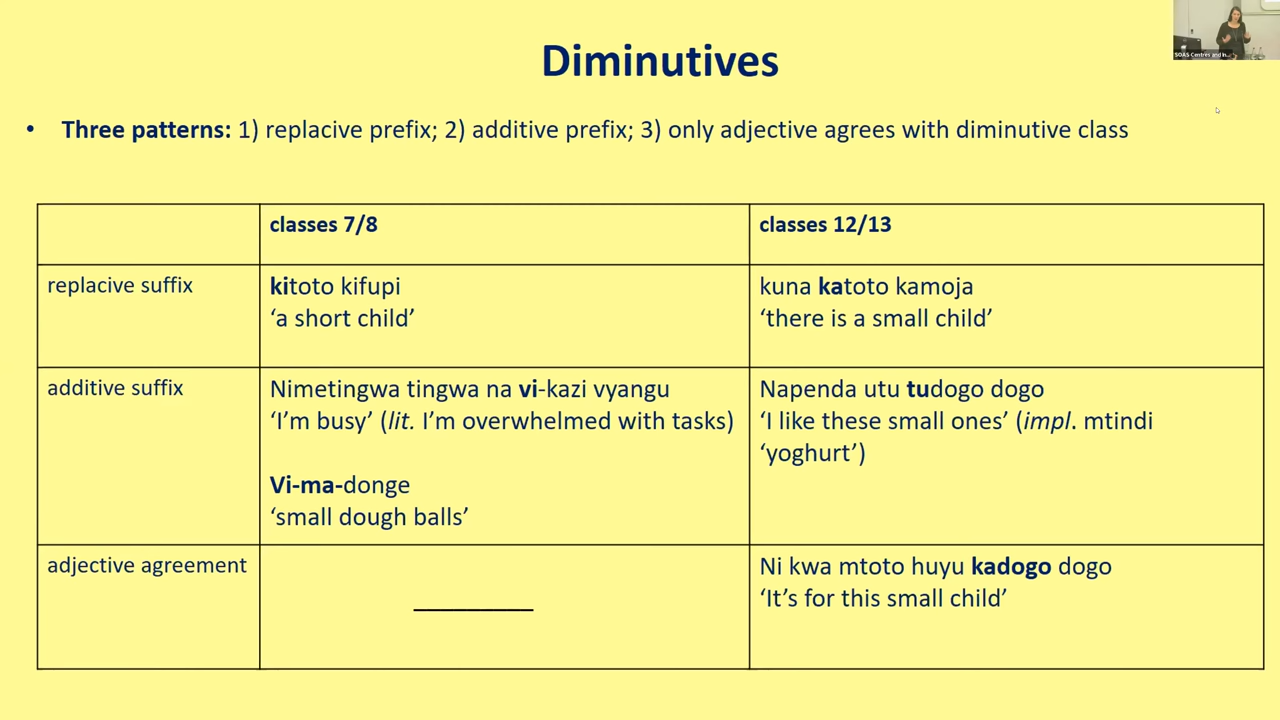 Diminutives
• Three patterns: 1) replacive prefix; 2) additive prefix; 3) only adjective agrees with diminutive class
classes 7/8
classes 12/13
replacive suffix
kitoto kifupi
‘a short child’
kuna katoto kamoja
‘there is a small child’
additive suffix
Nimetingwa tingwa na vi-kazi vyangu
‘I’m busy’ (lit. I’m overwhelmed with tasks)
Vi-ma-donge
‘small dough balls’
Napenda utu tudogo dogo
‘I like these small ones’ (impl. mtindi
‘yoghurt’)
adjective agreement
Ni kwa mtoto huyu kadogo dogo
‘It’s for this small child’
SOAS Centres and In...